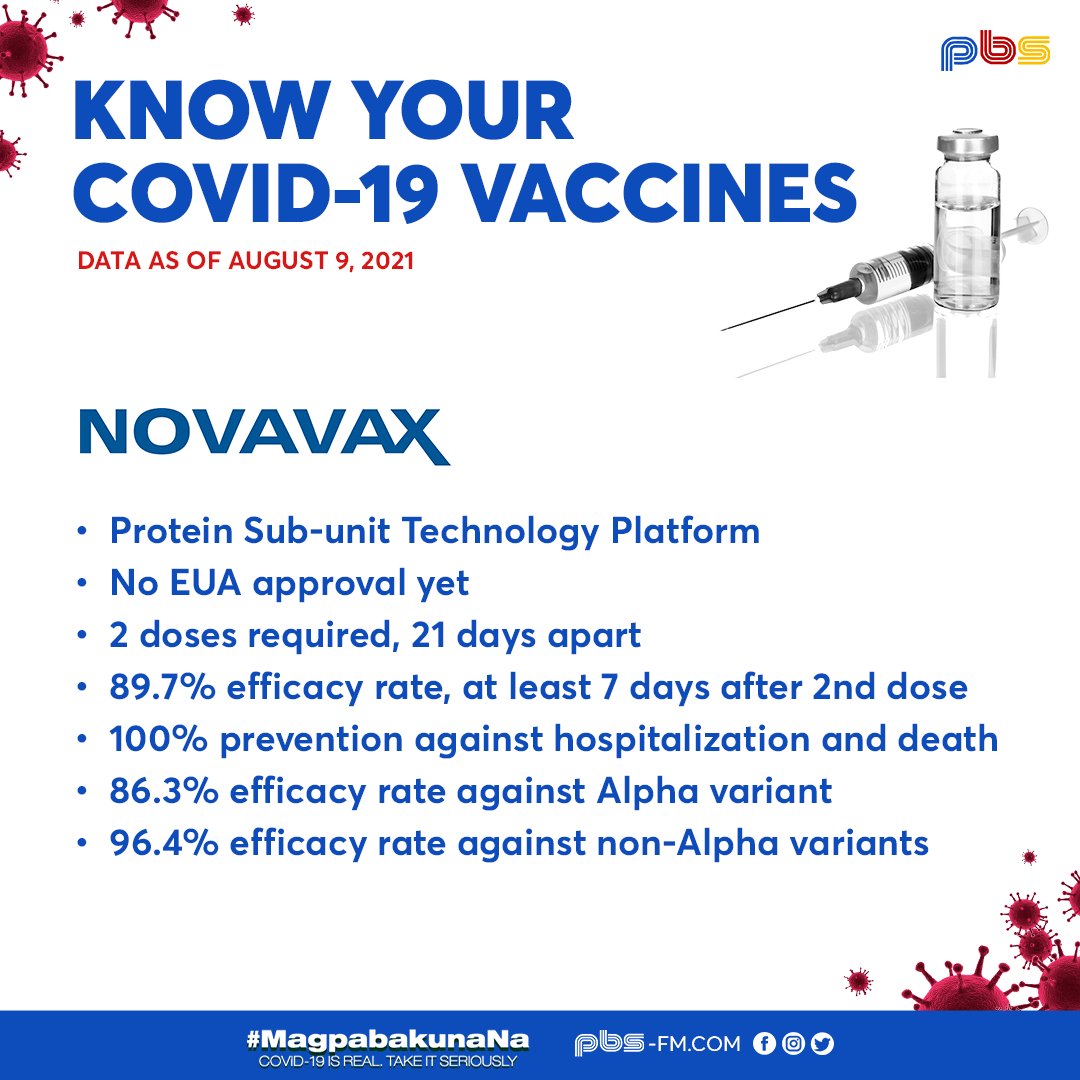 pbs
KNOW YOUR
COVID-19 VACCINES
DATA AS OF AUGUST 9, 2021
NOVAVAX
• Protein Sub-unit Technology Platform
• No EUA approval yet
• 2 doses required, 21 days apart
• 89.7% efficacy rate, at least 7 days after 2nd dose
• 100% prevention against hospitalization and death
• 86.3% efficacy rate against Alpha variant
• 96.4% efficacy rate against non-Alpha variants
#MagpabakunaNa
COVID-19 IS REAL. TAKE IT SERIOUSLY
pbs-FM.COM